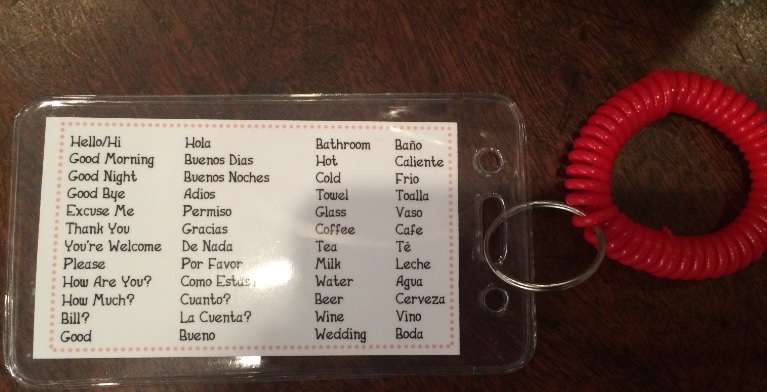 Hello/Hi Hola Bathroom Baño
Good Morning Buenos Dias Hot Caliente
Good Night Buenos Noches Cold Frio
Good Bye Adios Towel Toalla
Excuse Me Permiso Glass Vaso
Thank You Gracias Coffee Cafe
You're Welcome De Nada Tea Tè
Please Por Favor Milk Leche
How Are You? Como Estas? Water Agua
How Much? Cuanto? Beer Cerveza
Bill? La Cuenta? Wine Vino
Good Bueno Wedding Boda